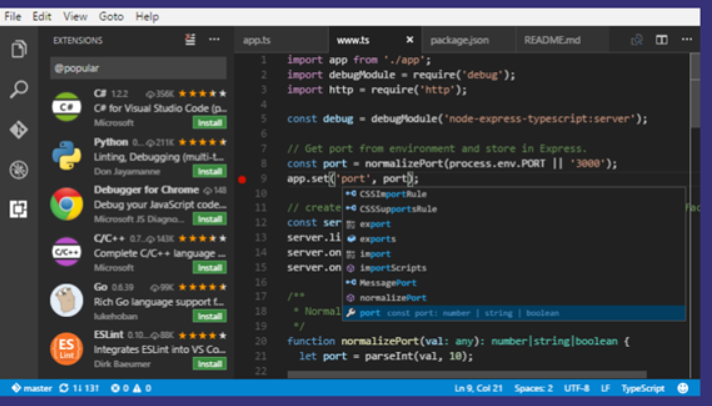 File Edit View Goto Help
EXTENSIONS
@popular
C# 1.2.2 356K
C# for Visual Studio Code (p...
Microsoft Install
Python 0... 211K
Linting, Debugging (multi-t...
Don Jayamanne Install
Debugger for Chrome 148
Debug your JavaScript code...
Microsoft JS Diagno... Install
C/C++ 0.7... 143K
C/C++
Complete C/C++ language ...
Microsoft Install
Go 0.6.39 99K
Rich Go language support f...
lukehoban Install
ESLint 0.10... 88K
ES
Lint
Integrates ESLint into VS Co...
Dirk Baeumer Install
app.ts www.ts package.json README.md
1 import app from './app';
2 import debugModule = require('debug');
3 import http = require('http');
4
5 const debug = debugModule('node-express-typescript:server');
6
7 // Get port from environment and store in Express.
8 const port = normalizePort(process.env.PORT || '3000');
9 app.set('port', port);
10
11 // create
12 const ser
13 server.li
14 server.on
15 server.on
16
17 /**
18 * Normal
19 */
20 function normalizePort(val: any): number|string|boolean {
21 let port = parseInt(val, 10);
22
CSSImportRule
CSSSupportsRule
export
exports
import
importScripts
MessagePort
normalizePort
port const port: number | string | boolean
master 1↓ 13↑ 0 0 Ln 9, Col 21 Spaces: 2 UTF-8 LF TypeScript